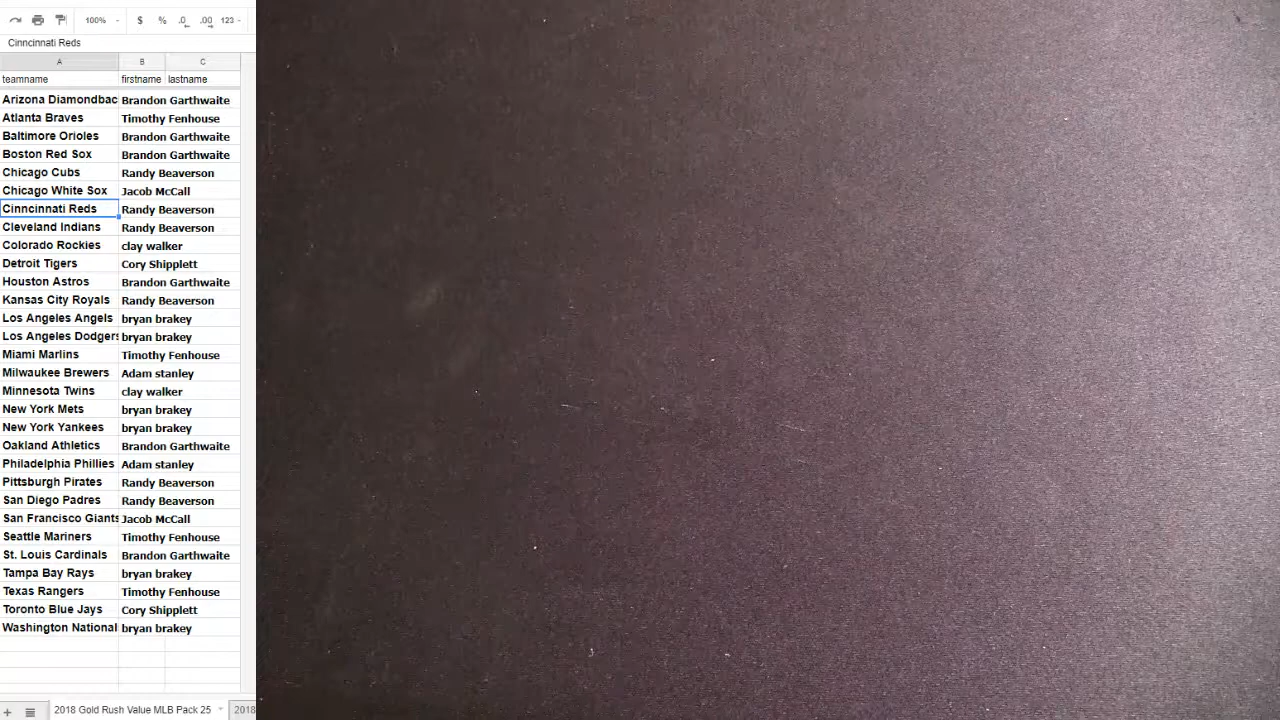 100% $ % .0 .00 123
Cinncinnati Reds
A B C
teamname firstname lastname
Arizona Diamondbac Brandon Garthwaite
Atlanta Braves Timothy Fenhouse
Baltimore Orioles Brandon Garthwaite
Boston Red Sox Brandon Garthwaite
Chicago Cubs Randy Beaverson
Chicago White Sox Jacob McCall
Cinncinnati Reds Randy Beaverson
Cleveland Indians Randy Beaverson
Colorado Rockies clay walker
Detroit Tigers Cory Shipplett
Houston Astros Brandon Garthwaite
Kansas City Royals Randy Beaverson
Los Angeles Angels bryan brakey
Los Angeles Dodgers bryan brakey
Miami Marlins Timothy Fenhouse
Milwaukee Brewers Adam stanley
Minnesota Twins clay walker
New York Mets bryan brakey
New York Yankees bryan brakey
Oakland Athletics Brandon Garthwaite
Philadelphia Phillies Adam stanley
Pittsburgh Pirates Randy Beaverson
San Diego Padres Randy Beaverson
San Francisco Giants Jacob McCall
Seattle Mariners Timothy Fenhouse
St. Louis Cardinals Brandon Garthwaite
Tampa Bay Rays bryan brakey
Texas Rangers Timothy Fenhouse
Toronto Blue Jays Cory Shipplett
Washington National bryan brakey
2018 Gold Rush Value MLB Pack 25 2018